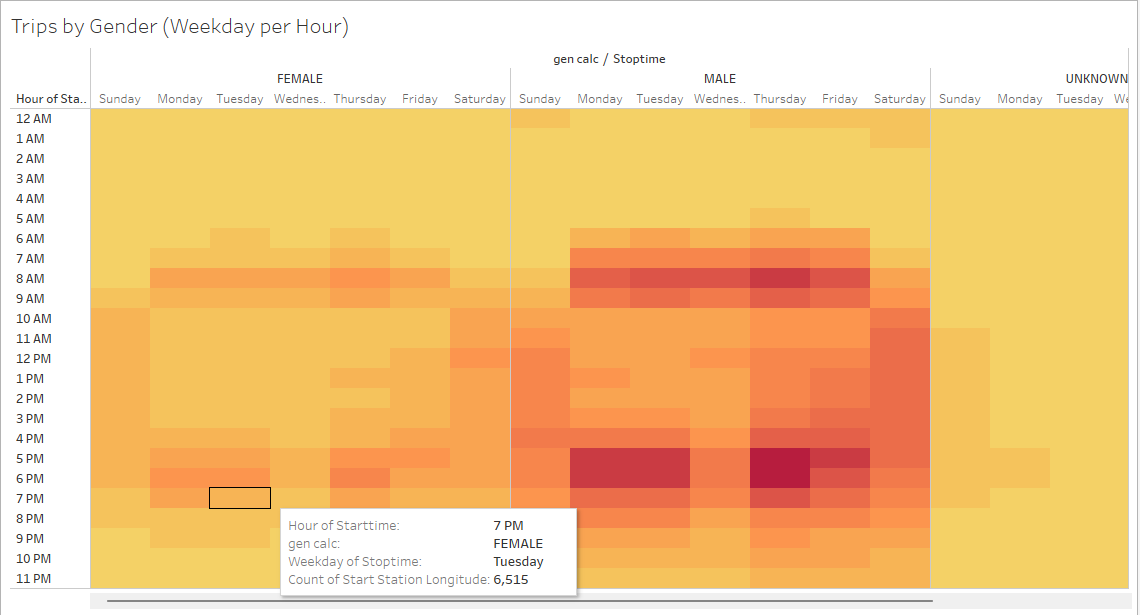 Trips by Gender (Weekday per Hour)
gen calc / Stoptime
FEMALE MALE UNKNOWN
Hour of Sta.. Sunday Monday Tuesday Wednes.. Thursday Friday Saturday Sunday Monday Tuesday Wednes.. Thursday Friday Saturday Sunday Monday Tuesday We
12 AM
1 AM
2 AM
3 AM
4 AM
5 AM
6 AM
7 AM
8 AM
9 AM
10 AM
11 AM
12 PM
1 PM
2 PM
3 PM
4 PM
5 PM
6 PM
7 PM
8 PM
9 PM
10 PM
11 PM
Hour of Starttime: 7 PM
gen calc: FEMALE
Weekday of Stoptime: Tuesday
Count of Start Station Longitude: 6,515